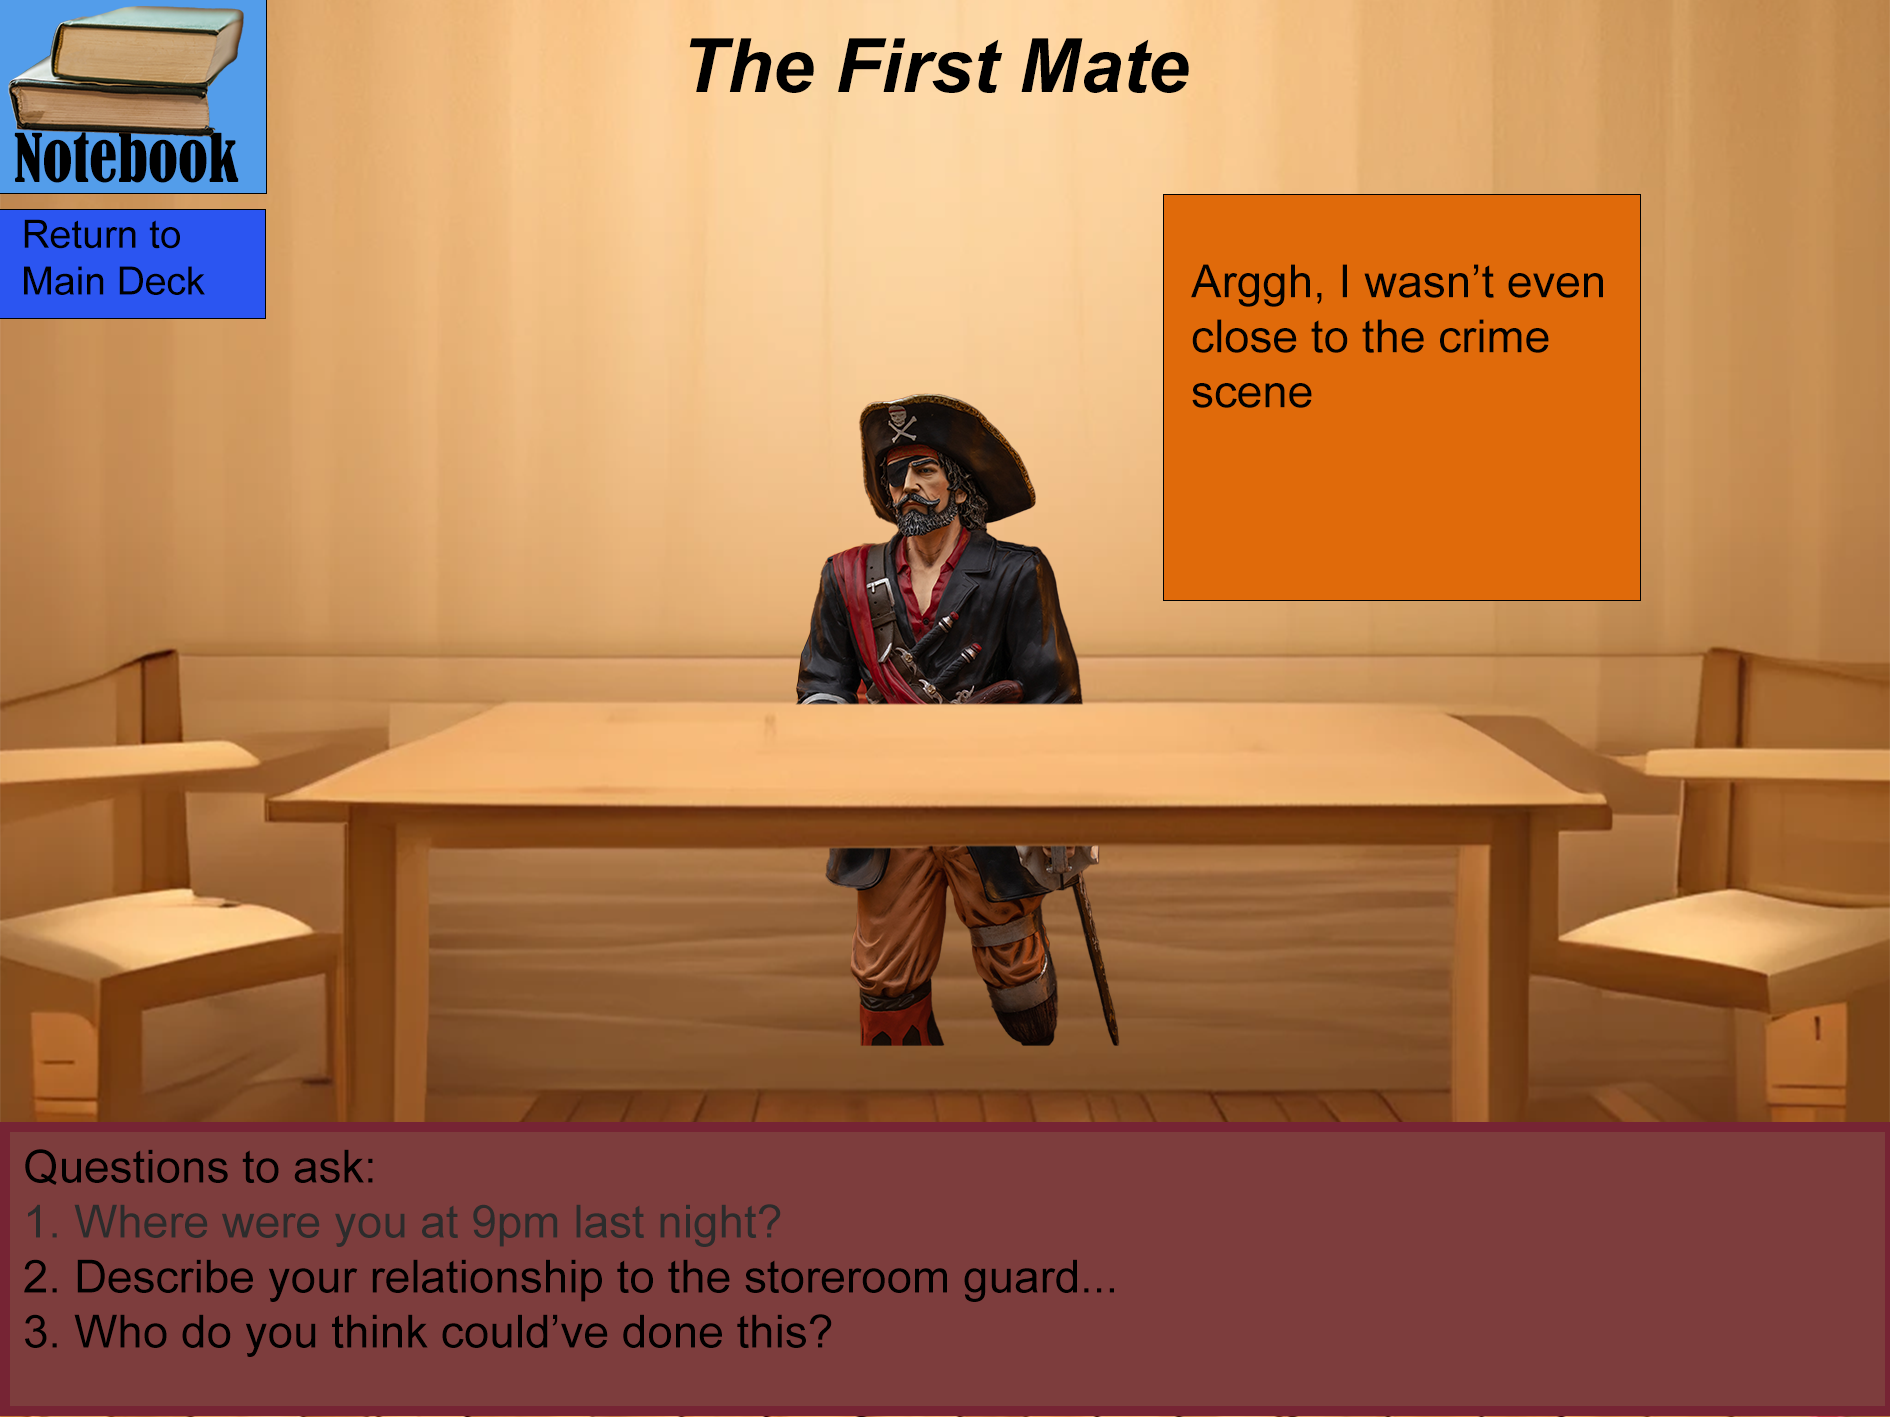 The First Mate
Notebook
Return to
Main Deck
Arggh, I wasn’t even
close to the crime
scene
Questions to ask:
1. Where were you at 9pm last night?
2. Describe your relationship to the storeroom guard...
3. Who do you think could’ve done this?